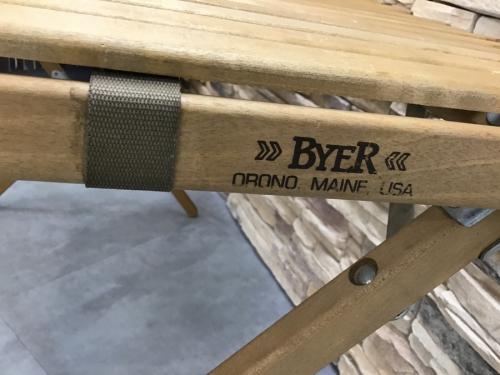 BYER
ORONO, MAINE, USA